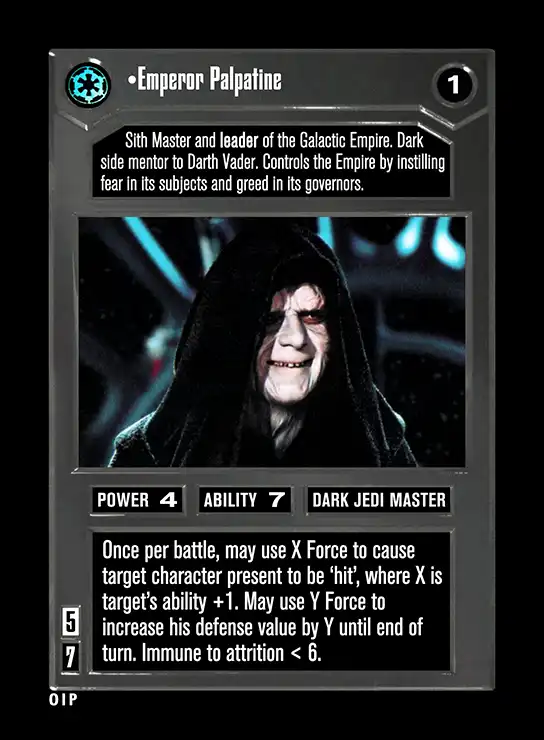 •Emperor Palpatine
1
Sith Master and leader of the Galactic Empire. Dark
side mentor to Darth Vader. Controls the Empire by instilling
fear in its subjects and greed in its governors.
POWER 4 ABILITY 7 DARK JEDI MASTER
Once per battle, may use X Force to cause
target character present to be ‘hit’, where X is
target’s ability +1. May use Y Force to
increase his defense value by Y until end of
turn. Immune to attrition < 6.
5
7
OIP